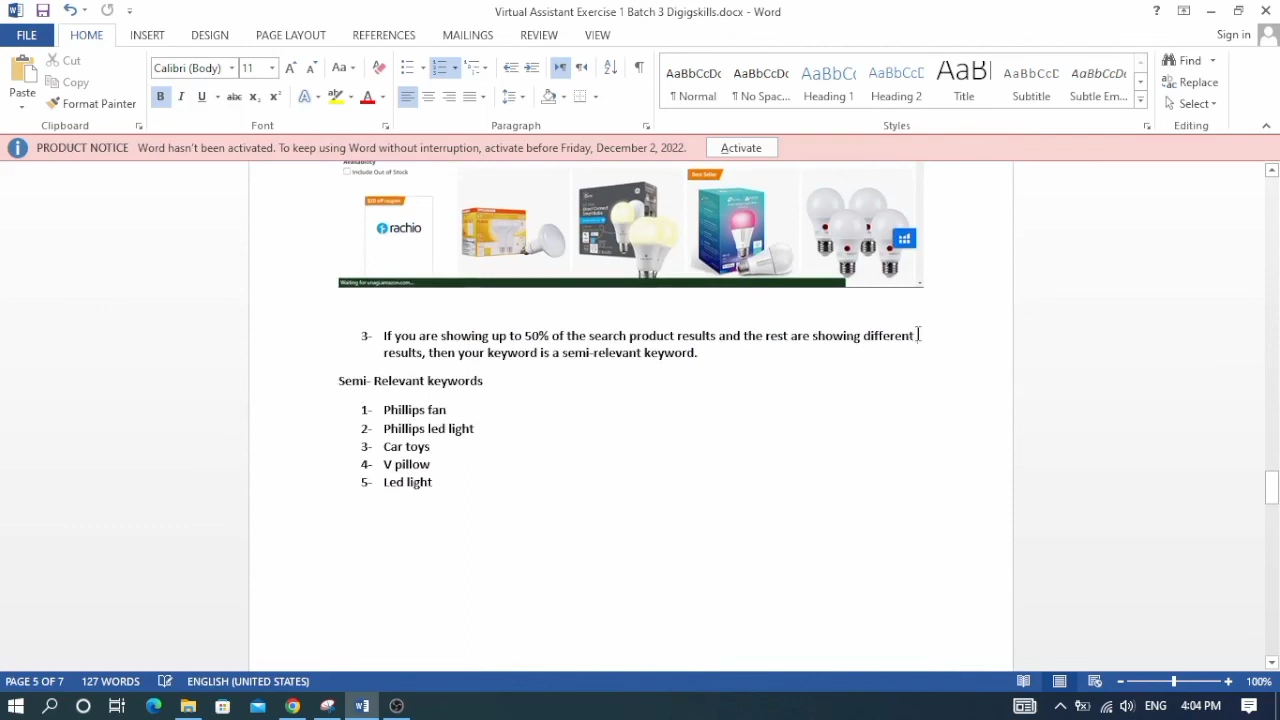 Virtual Assistant Exercise 1 Batch 3 Digigskills.docx - Word
FILE HOME INSERT DESIGN PAGE LAYOUT REFERENCES MAILINGS REVIEW VIEW Sign in
Cut
Copy
Format Painter
Paste
Calibri (Body) 11
AaBbCcDc AaBbCcDc AaBbC AaBbCc AaB AaBbCcC AaBbCcDc
¶ Normal ¶ No Spac... Heading 1 Heading 2 Title Subtitle Subtle Em...
Find
Replace
Select
Clipboard Font Paragraph Styles Editing
PRODUCT NOTICE Word hasn't been activated. To keep using Word without interruption, activate before Friday, December 2, 2022. Activate
Availability
Include Out of Stock
Best Seller
$20 off coupon
rachio
3- If you are showing up to 50% of the search product results and the rest are showing different
results, then your keyword is a semi-relevant keyword.
Semi- Relevant keywords
1- Phillips fan
2- Phillips led light
3- Car toys
4- V pillow
5- Led light
PAGE 5 OF 7 127 WORDS ENGLISH (UNITED STATES) 100%
4:04 PM